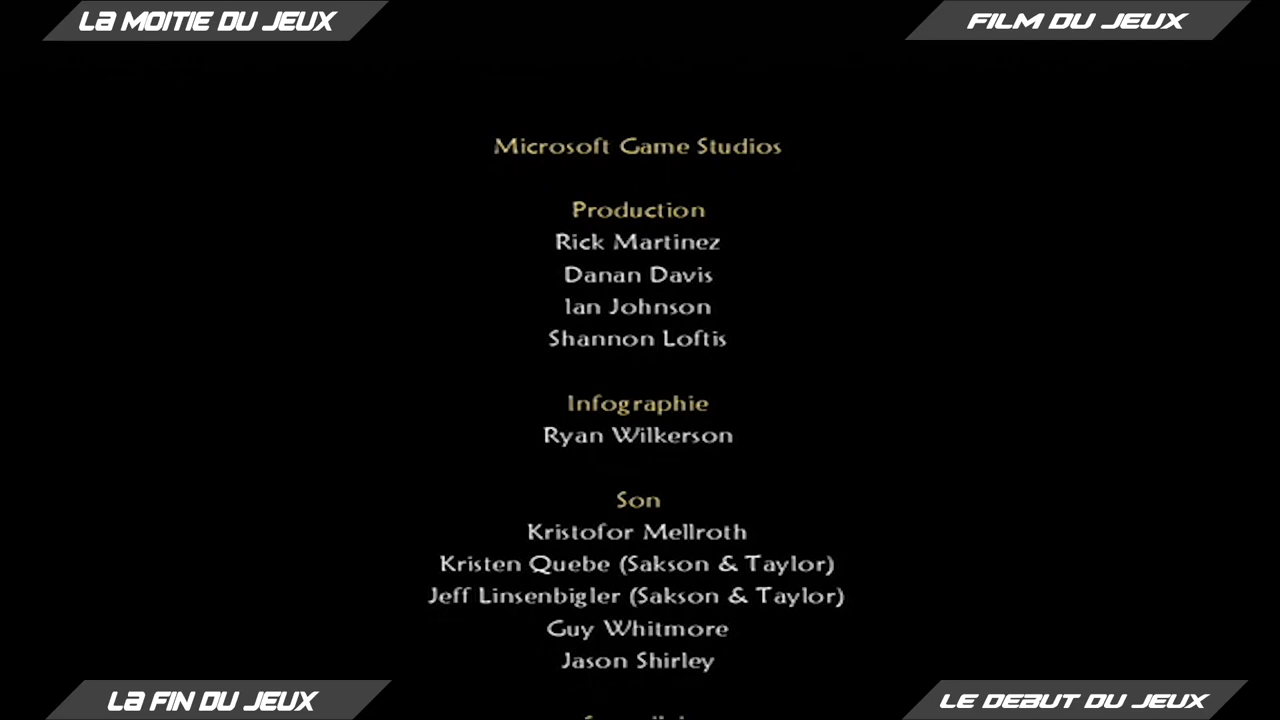 LA MOITIE DU JEUX
FILM DU JEUX
Microsoft Game Studios
Production
Rick Martinez
Danan Davis
Ian Johnson
Shannon Loftis
Infographie
Ryan Wilkerson
Son
Kristofor Mellroth
Kristen Quebe (Sakson & Taylor)
Jeff Linsenbigler (Sakson & Taylor)
Guy Whitmore
Jason Shirley
LA FIN DU JEUX
LE DEBUT DU JEUX